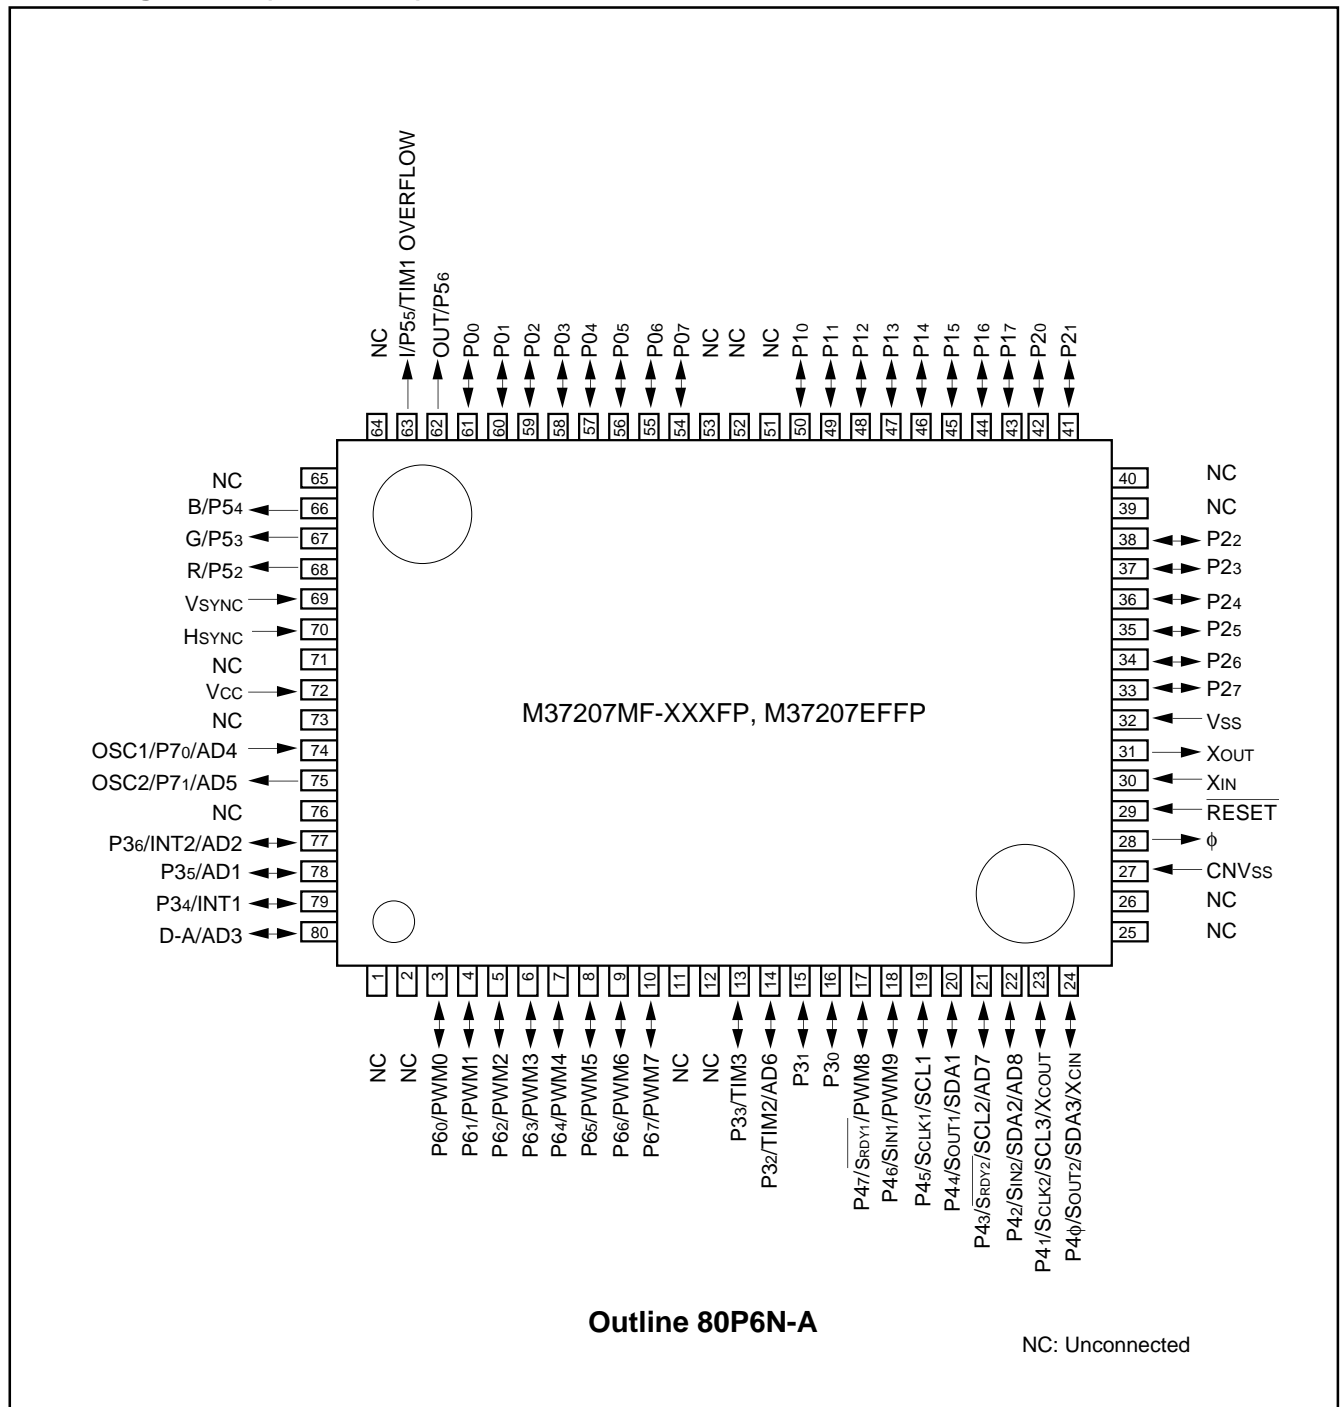 NC
I/P55/TIM1 OVERFLOW
OUT/P56
P00
P01
P02
P03
P04
P05
P06
P07
NC
NC
NC
P10
P11
P12
P13
P14
P15
P16
P17
P20
P21
64
63
62
61
60
59
58
57
56
55
54
53
52
51
50
49
48
47
46
45
44
43
42
41
NC 65
B/P54 66
G/P53 67
R/P52 68
VSYNC 69
HSYNC 70
NC 71
VCC 72
NC 73
OSC1/P70/AD4 74
OSC2/P71/AD5 75
NC 76
P36/INT2/AD2 77
P35/AD1 78
P34/INT1 79
D-A/AD3 80
M37207MF-XXXFP, M37207EFFP
40 NC
39 NC
38 P22
37 P23
36 P24
35 P25
34 P26
33 P27
32 VSS
31 XOUT
30 XIN
29 RESET
28 ϕ
27 CNVSS
26 NC
25 NC
1
2
3
4
5
6
7
8
9
10
11
12
13
14
15
16
17
18
19
20
21
22
23
24
NC
NC
P60/PWM0
P61/PWM1
P62/PWM2
P63/PWM3
P64/PWM4
P65/PWM5
P66/PWM6
P67/PWM7
NC
NC
P33/TIM3
P32/TIM2/AD6
P31
P30
P47/SRDY1/PWM8
P46/SIN1/PWM9
P45/SCLK1/SCL1
P44/SOUT1/SDA1
P43/SRDY2/SCL2/AD7
P42/SIN2/SDA2/AD8
P41/SCLK2/SCL3/XCOUT
P4ϕ/SOUT2/SDA3/XCIN
Outline 80P6N-A
NC: Unconnected